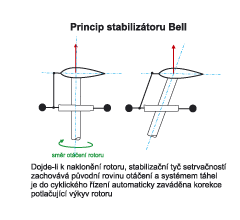 Princip stabilizátoru Bell
směr otáčení rotoru
Dojde-li k naklonění rotoru, stabilizační tyč setrvačností
zachovává původní rovinu otáčení a systémem táhel
je do cyklického řízení automaticky zaváděna korekce
potlačující výkyv rotoru